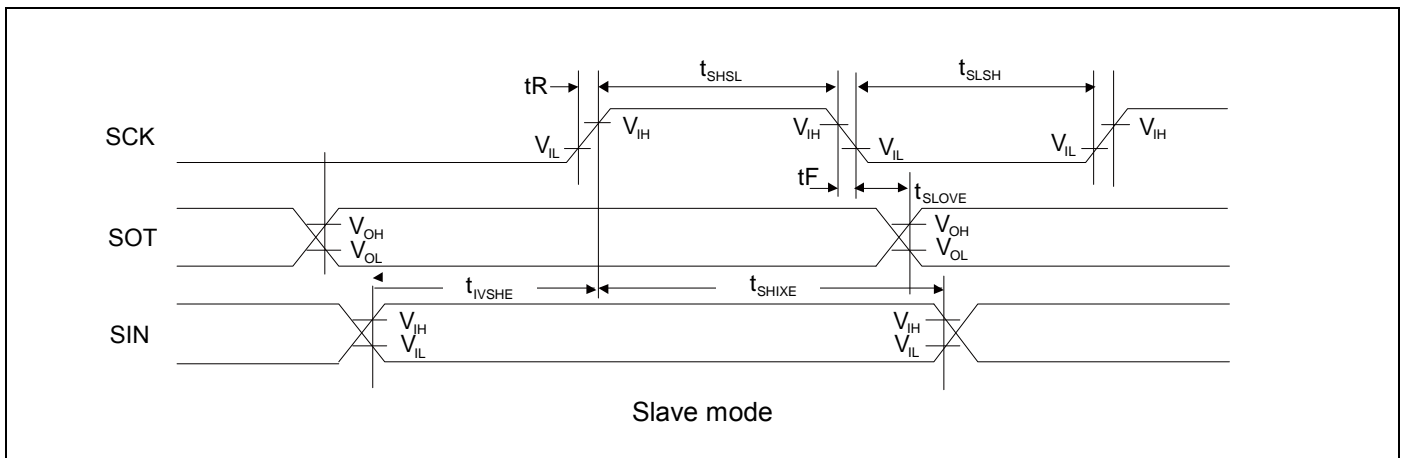 tR
tSHSL
tSLSH
SCK
VIL
VIH
VIH
VIL
VIL
VIH
tF
tSLOVE
SOT
VOH
VOL
VOH
VOL
tIVSHE
tSHIXE
SIN
VIH
VIL
VIH
VIL
Slave mode